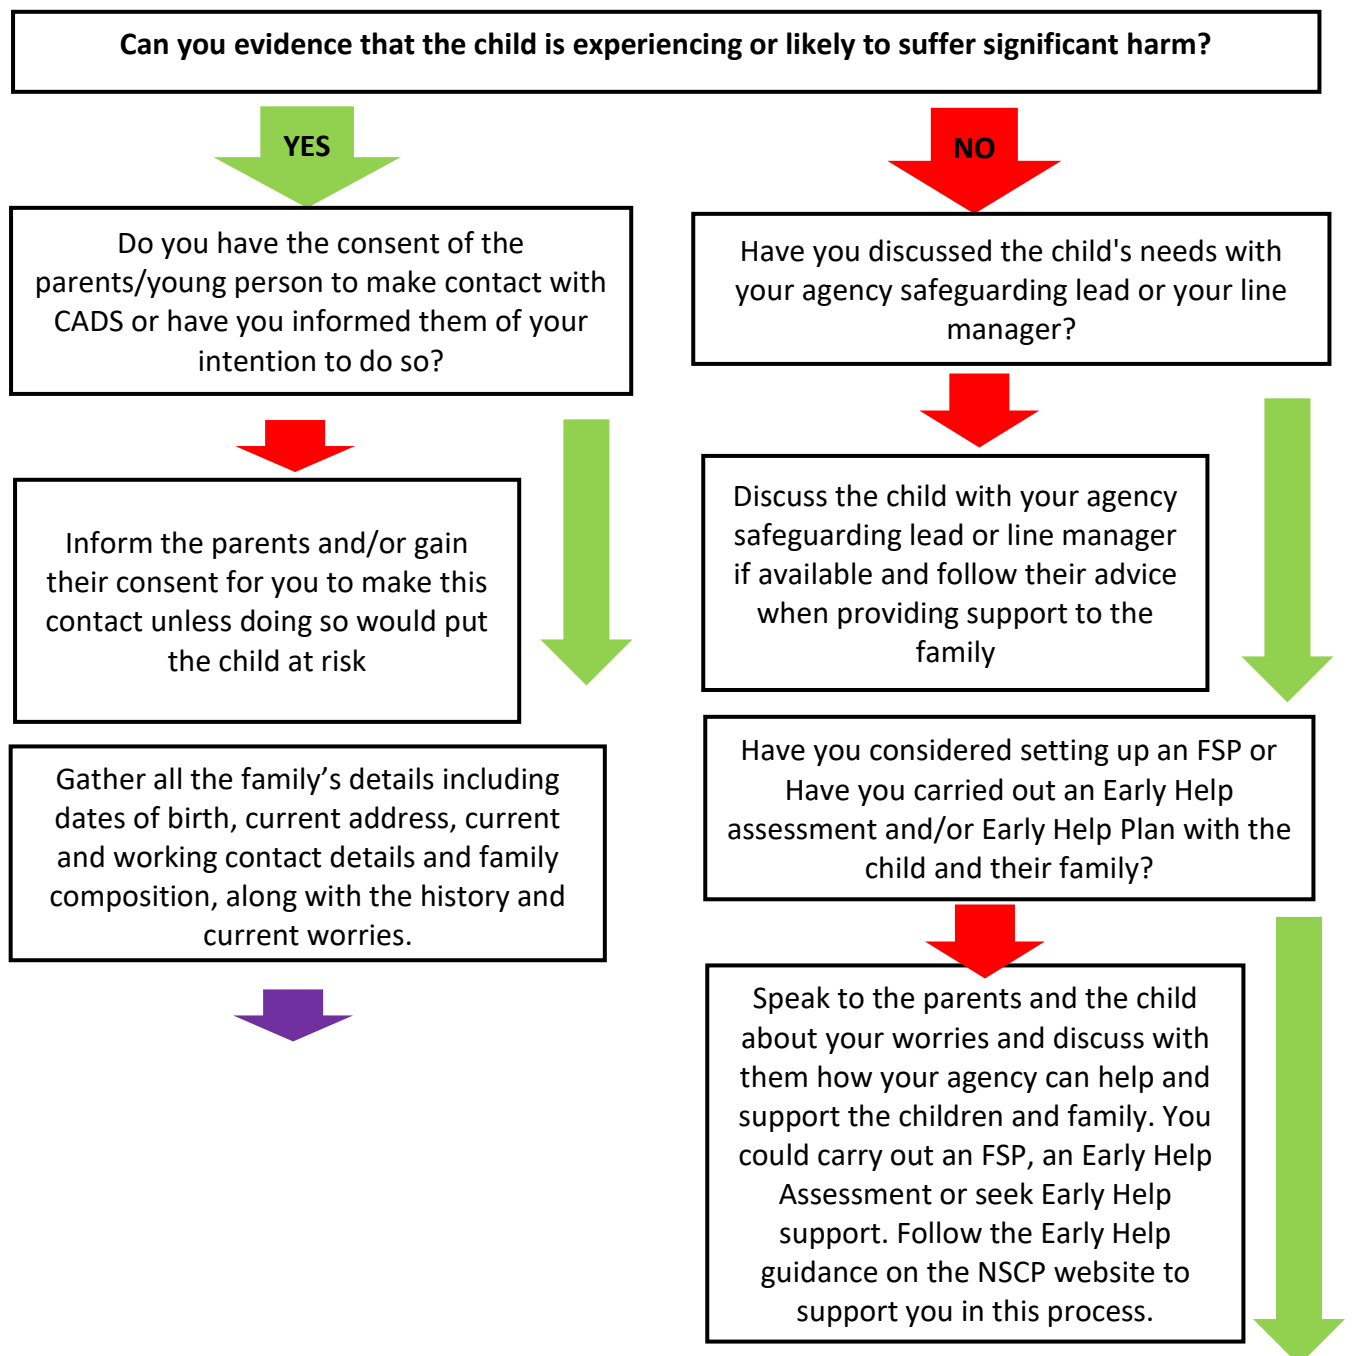 Can you evidence that the child is experiencing or likely to suffer significant harm?
YES
NO
Do you have the consent of the
parents/young person to make contact with
CADS or have you informed them of your
intention to do so?
Have you discussed the child's needs with
your agency safeguarding lead or your line
manager?
Inform the parents and/or gain
their consent for you to make this
contact unless doing so would put
the child at risk
Discuss the child with your agency
safeguarding lead or line manager
if available and follow their advice
when providing support to the
family
Gather all the family’s details including
dates of birth, current address, current
and working contact details and family
composition, along with the history and
current worries.
Have you considered setting up an FSP or
Have you carried out an Early Help
assessment and/or Early Help Plan with the
child and their family?
Speak to the parents and the child
about your worries and discuss with
them how your agency can help and
support the children and family. You
could carry out an FSP, an Early Help
Assessment or seek Early Help
support. Follow the Early Help
guidance on the NSCP website to
support you in this process.